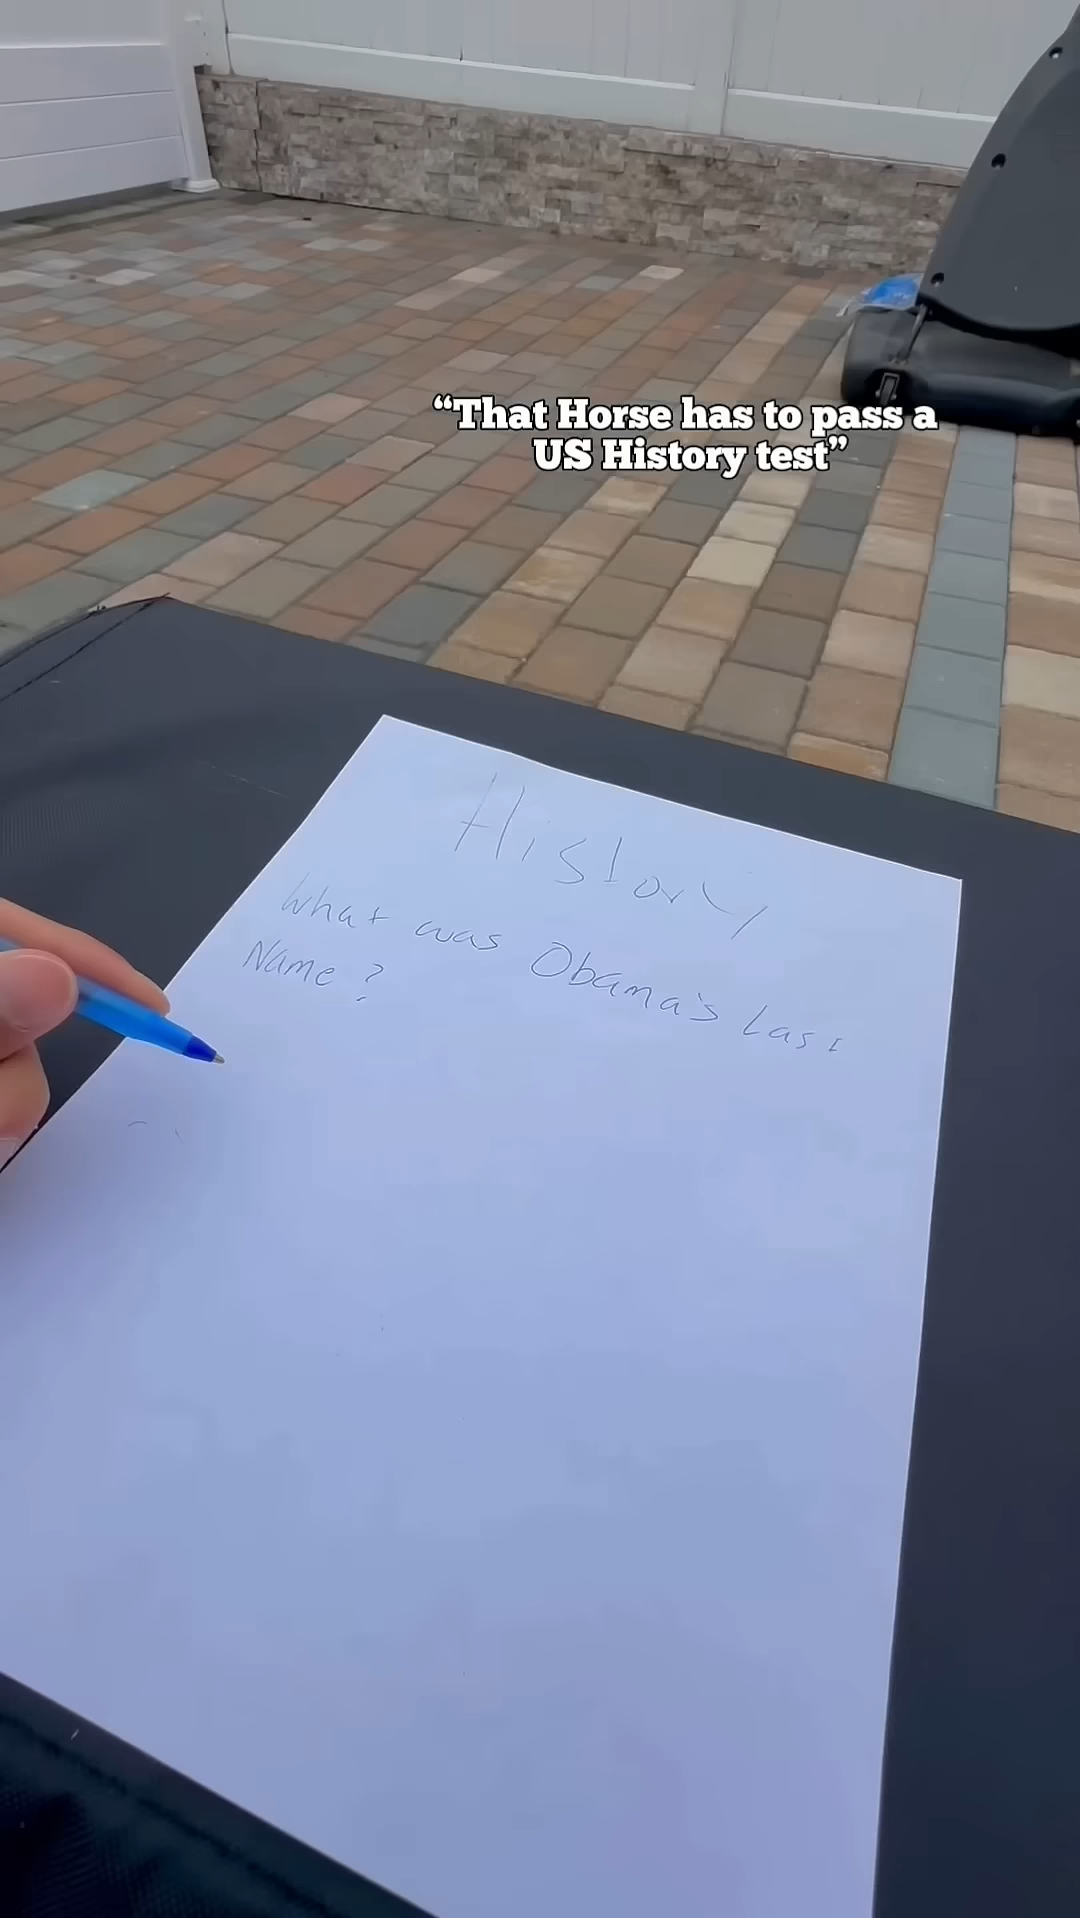 “That Horse has to pass a
US History test”
History
What was Obama's Last
Name?